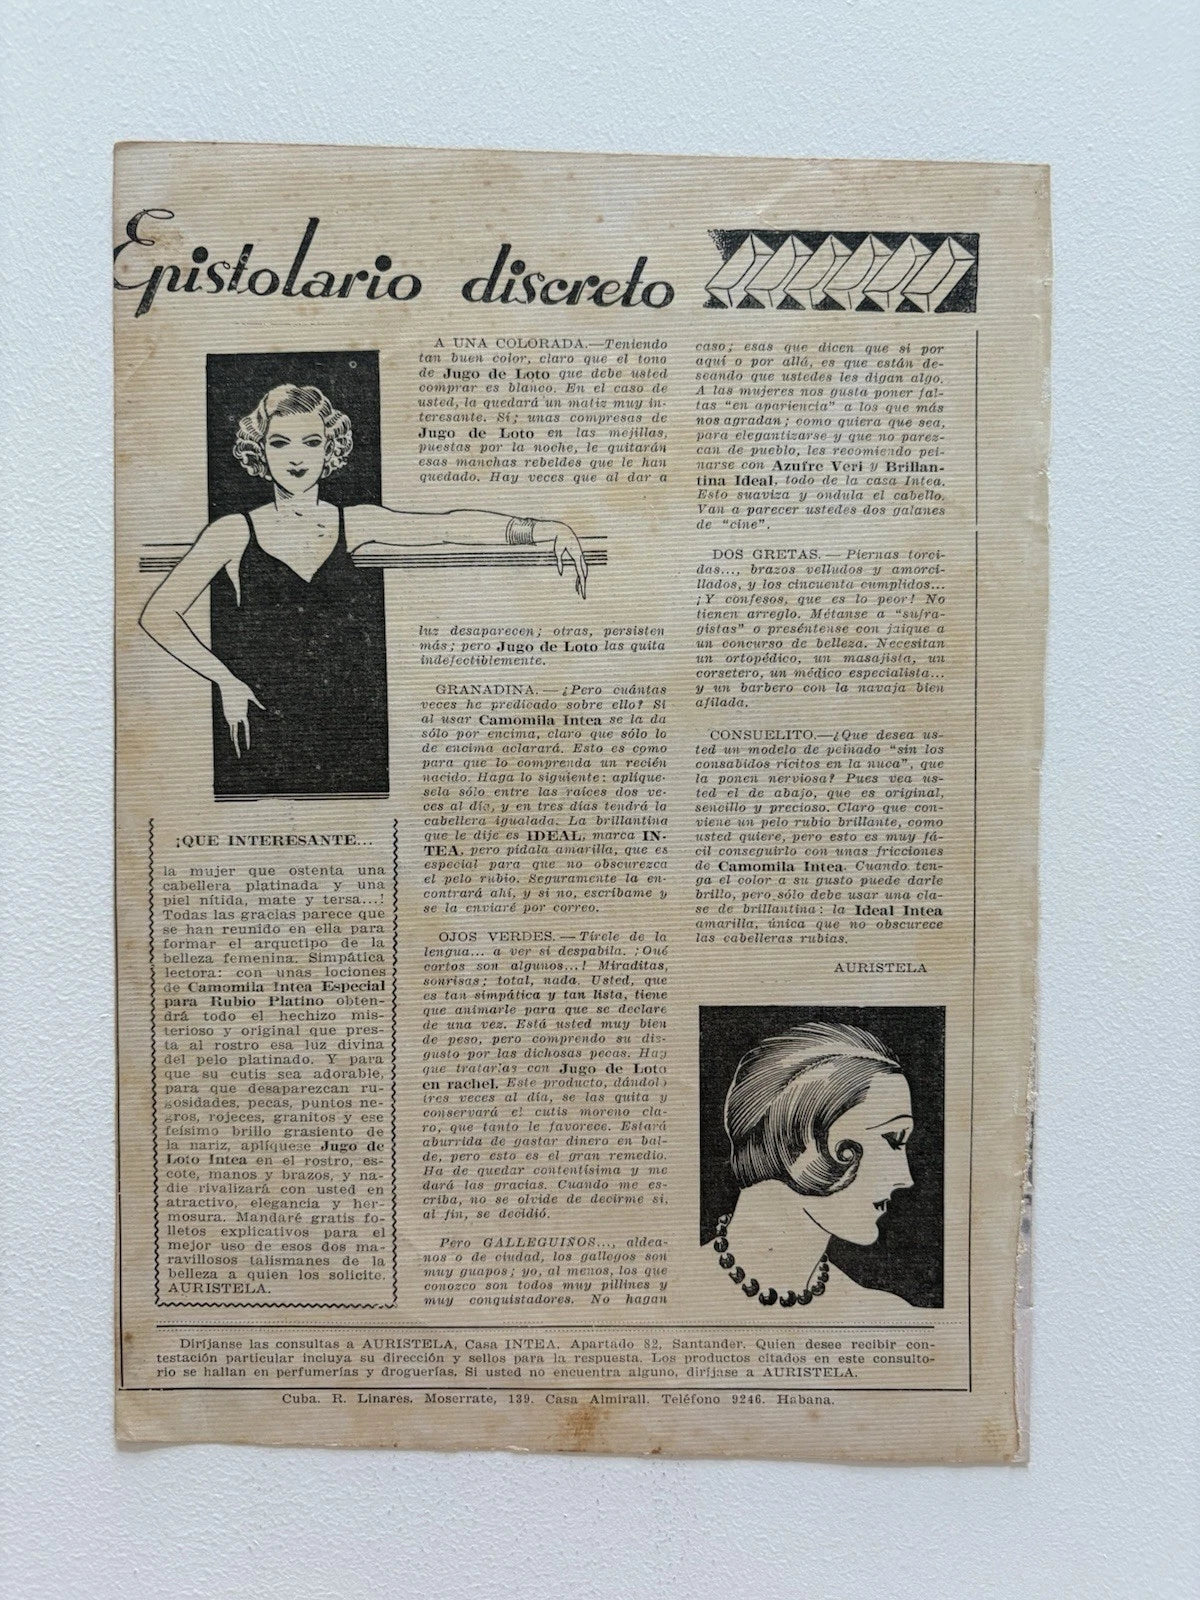 Epistolario discreto
¡QUE INTERESANTE...
la mujer que ostenta una
cabellera platinada y una
piel nítida, mate y tersa...!
Todas las gracias parece que
se han reunido en ella para
formar el arquetipo de la
belleza femenina. Simpática
lectora: con unas lociones
de Camomila Intea Especial
para Rubio Platino obten-
drá todo el hechizo mis-
terioso y original que pres-
ta al rostro esa luz divina
del pelo platinado. Y para
que su cutis sea adorable,
para que desaparezcan ru-
gosidades, pecas, puntos ne-
gros, rojeces, granitos y ese
feísimo brillo grasiento de
la nariz, aplíquese Jugo de
Loto Intea en el rostro, es-
cote, manos y brazos, y na-
die rivalizará con usted en
atractivo, elegancia y her-
mosura. Mandaré gratis fo-
lletos explicativos para el
mejor uso de esos dos ma-
ravillosos talismanes de la
belleza a quien los solicite.
AURISTELA.
A UNA COLORADA.—Teniendo
tan buen color, claro que el tono
de Jugo de Loto que debe usted
comprar es blanco. En el caso de
usted, la quedará un matiz muy in-
teresante. Sí; unas compresas de
Jugo de Loto en las mejillas,
puestas por la noche, le quitarán
esas manchas rebeldes que le han
quedado. Hay veces que al dar a
luz desaparecen; otras, persisten
más; pero Jugo de Loto las quita
indefectiblemente.
GRANADINA.—¿Pero cuántas
veces he predicado sobre ello? Si
al usar Camomila Intea se la da
sólo por encima, claro que sólo lo
de encima aclarará. Esto es como
para que lo comprenda un recién
nacido. Haga lo siguiente: aplíque-
sela sólo entre las raíces dos ve-
ces al día, y en tres días tendrá la
cabellera igualada. La brillantina
que le dije es IDEAL, marca IN-
TEA, pero pídala amarilla, que es
especial para que no obscurezca
el pelo rubio. Seguramente la en-
contrará ahí, y si no, escríbame y
se la enviaré por correo.
OJOS VERDES.—Tírele de la
lengua... a ver si despabila. ¡Qué
cortos son algunos...! Miraditas,
sonrisas; total, nada. Usted, que
es tan simpática y tan lista, tiene
que animarle para que se declare
de una vez. Está usted muy bien
de peso, pero comprendo su dis-
gusto por las dichosas pecas. Hay
que tratarlas con Jugo de Loto
en rachel. Este producto, dándolo
tres veces al día, se las quita y
conservará el cutis moreno cla-
ro, que tanto le favorece. Estará
aburrida de gastar dinero en bal-
de, pero esto es el gran remedio.
Ha de quedar contentísima y me
dará las gracias. Cuando me es-
criba, no se olvide de decirme si,
al fin, se decidió.
Pero GALLEGUIÑOS..., aldea-
nos o de ciudad, los gallegos son
muy guapos; yo, al menos, los que
conozco son todos muy pillines y
muy conquistadores. No hagan
caso; esas que dicen que si por
aquí o por allá, es que están de-
seando que ustedes les digan algo.
A las mujeres nos gusta poner fal-
tas "en apariencia" a los que más
nos agradan; como quiera que sea,
para elegantizarse y que no parez-
can de pueblo, les recomiendo pei-
narse con Azufre Veri y Brillan-
tina Ideal, todo de la casa Intea.
Esto suaviza y ondula el cabello.
Van a parecer ustedes dos galanes
de "cine".
DOS GRETAS.—Piernas torci-
das..., brazos velludos y amorci-
llados, y los cincuenta cumplidos...
¡Y confesos, que es lo peor! No
tienen arreglo. Métanse a "sufra-
gistas" o preséntense con jaique a
un concurso de belleza. Necesitan
un ortopédico, un masajista, un
corsetero, un médico especialista...
y un barbero con la navaja bien
afilada.
CONSUELITO.—¿Que desea us-
ted un modelo de peinado "sin los
consabidos ricitos en la nuca", que
la ponen nerviosa? Pues vea us-
ted el de abajo, que es original,
sencillo y precioso. Claro que con-
viene un pelo rubio brillante, como
usted quiere, pero esto es muy fá-
cil conseguirlo con unas fricciones
de Camomila Intea. Cuando ten-
ga el color a su gusto puede darle
brillo, pero sólo debe usar una cla-
se de brillantina: la Ideal Intea
amarilla, única que no obscurece
las cabelleras rubias.
AURISTELA
Diríjanse las consultas a AURISTELA, Casa INTEA. Apartado 82, Santander. Quien desee recibir con-
testación particular incluya su dirección y sellos para la respuesta. Los productos citados en este consulto-
rio se hallan en perfumerías y droguerías. Si usted no encuentra alguno, diríjase a AURISTELA.
Cuba. R. Linares. Moserrate, 139. Casa Almirall. Teléfono 9246. Habana.